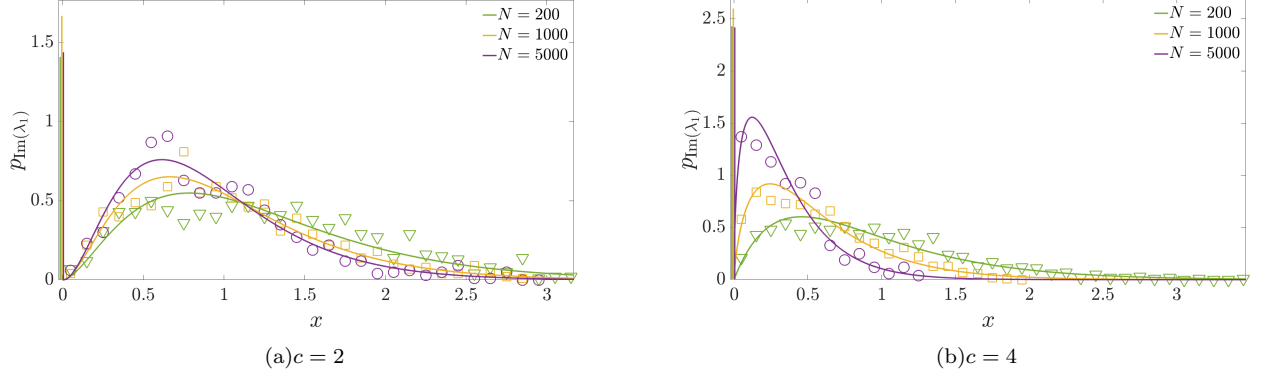 N = 200
N = 1000
N = 5000
1.5
1
0.5
0
p_{Im(λ_1)}
0 0.5 1 1.5 2 2.5 3
x
(a)c = 2
N = 200
N = 1000
N = 5000
2.5
2
1.5
1
0.5
0
p_{Im(λ_1)}
0 0.5 1 1.5 2 2.5 3
x
(b)c = 4